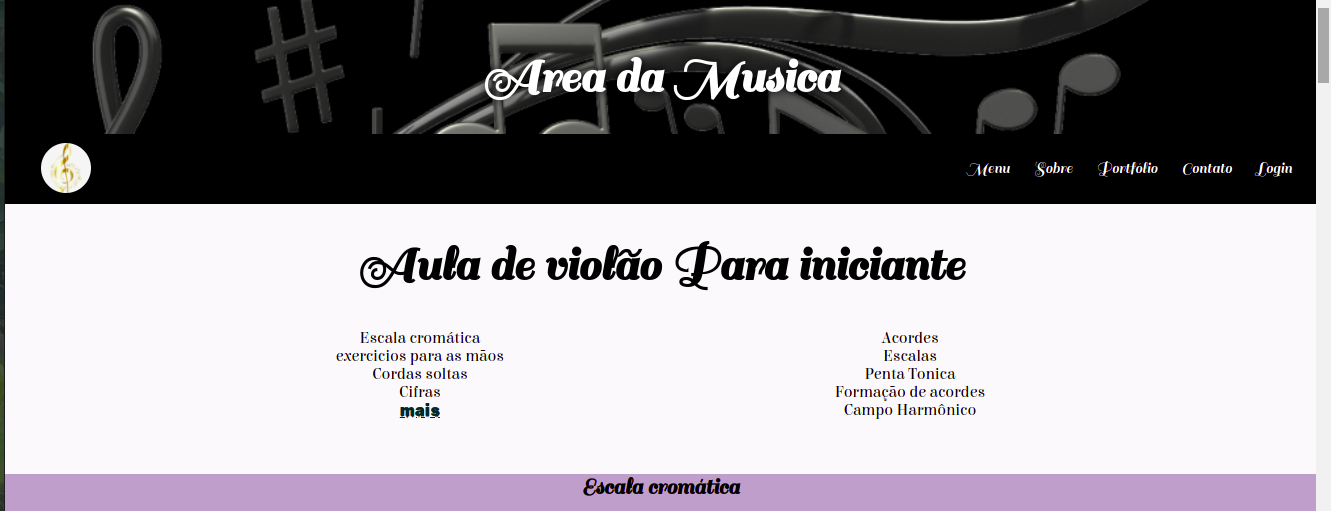 Area da Musica
Menu Sobre Portfólio Contato Login
Aula de violão Para iniciante
Escala cromática
exercicios para as mãos
Cordas soltas
Cifras
mais
Acordes
Escalas
Penta Tonica
Formação de acordes
Campo Harmônico
Escala cromática